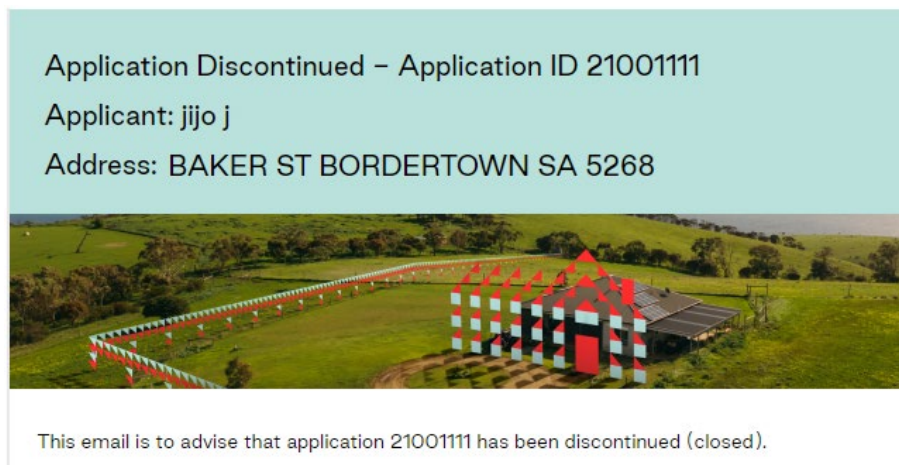 Application Discontinued – Application ID 21001111
Applicant: jijo j
Address: BAKER ST BORDERTOWN SA 5268
This email is to advise that application 21001111 has been discontinued (closed).